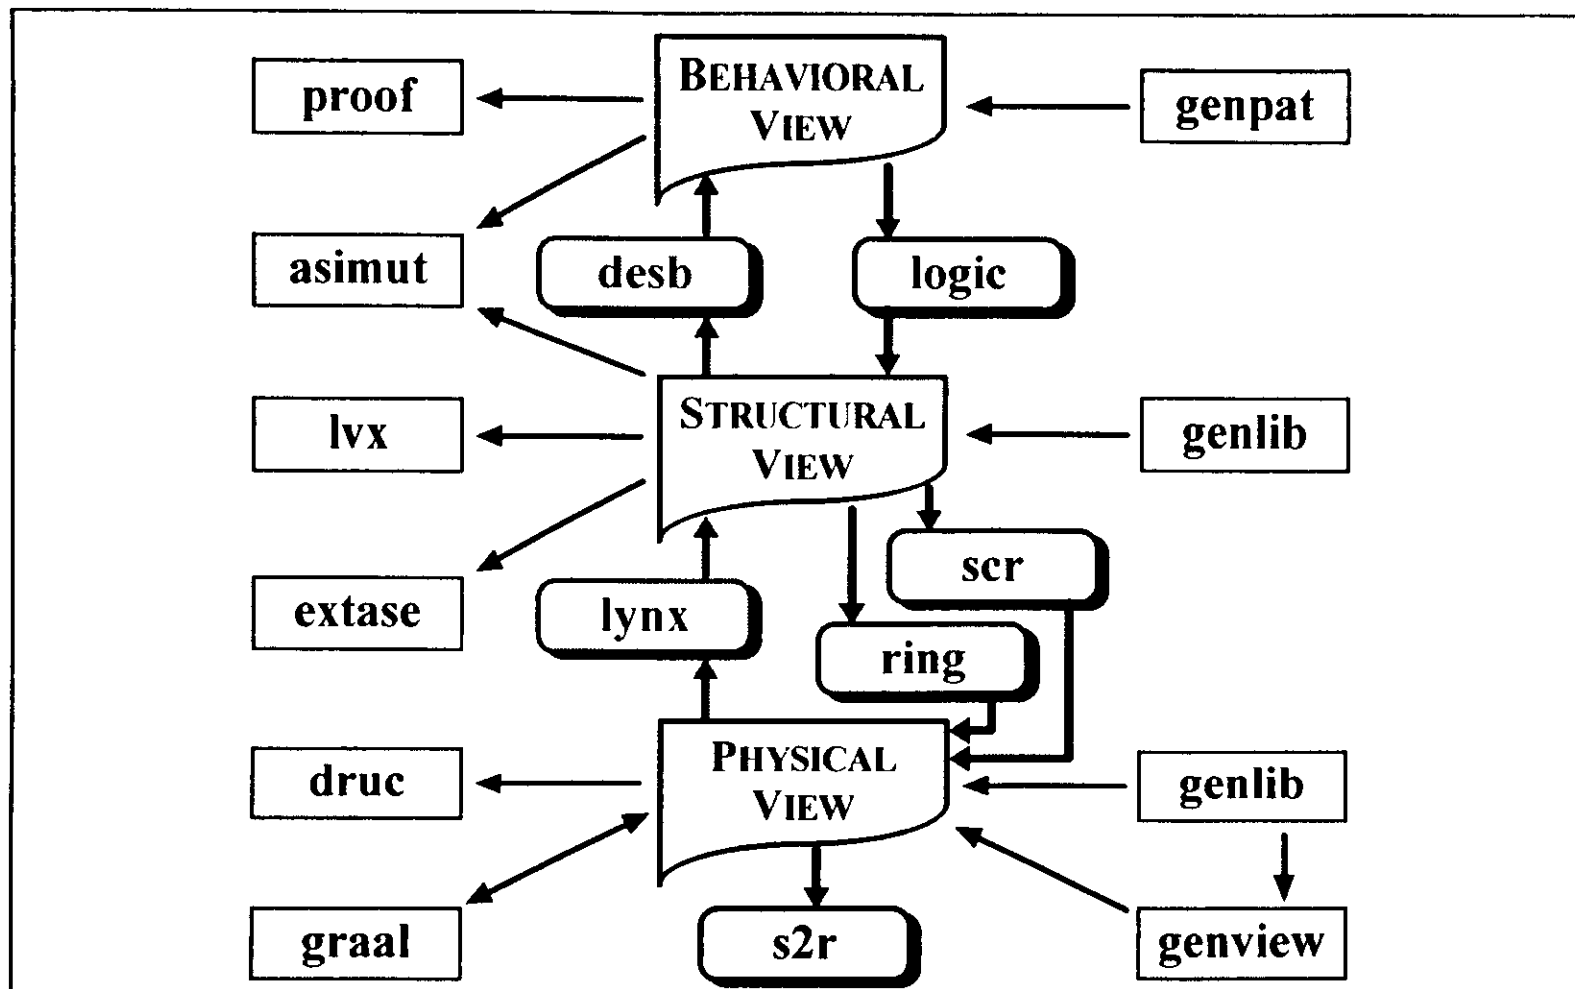 proof
BEHAVIORAL
VIEW
genpat
asimut
desb
logic
lvx
STRUCTURAL
VIEW
genlib
extase
lynx
scr
ring
druc
PHYSICAL
VIEW
genlib
graal
s2r
genview